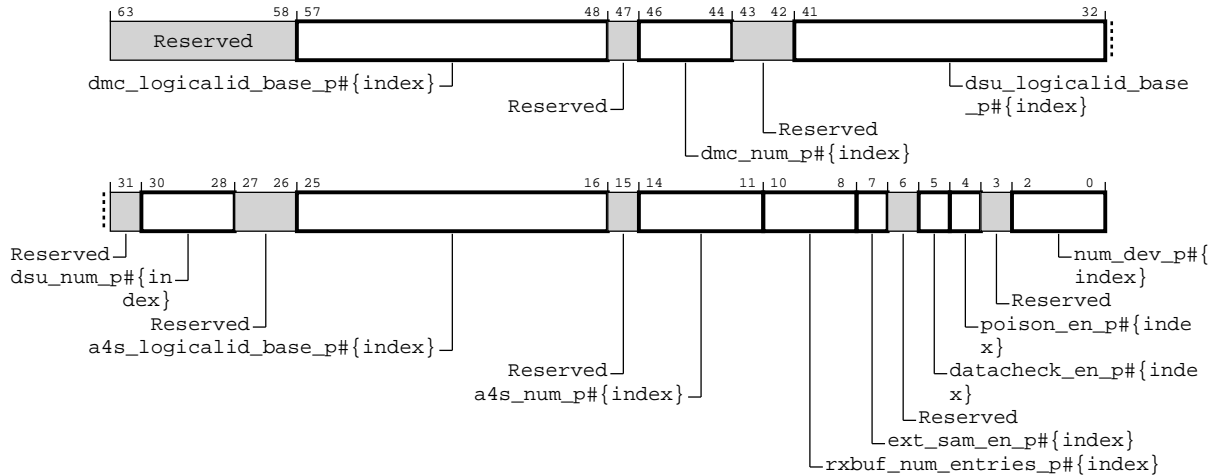 63 58 57 48 47 46 44 43 42 41 32
Reserved
dmc_logicalid_base_p#{index}
dsu_logicalid_base
_p#{index}
Reserved
Reserved
dmc_num_p#{index}
31 30 28 27 26 25 16 15 14 11 10 8 7 6 5 4 3 2 0
Reserved
num_dev_p#{
index}
dsu_num_p#{in
dex}
Reserved
Reserved
poison_en_p#{inde
x}
a4s_logicalid_base_p#{index}
Reserved
datacheck_en_p#{inde
x}
a4s_num_p#{index}
Reserved
ext_sam_en_p#{index}
rxbuf_num_entries_p#{index}